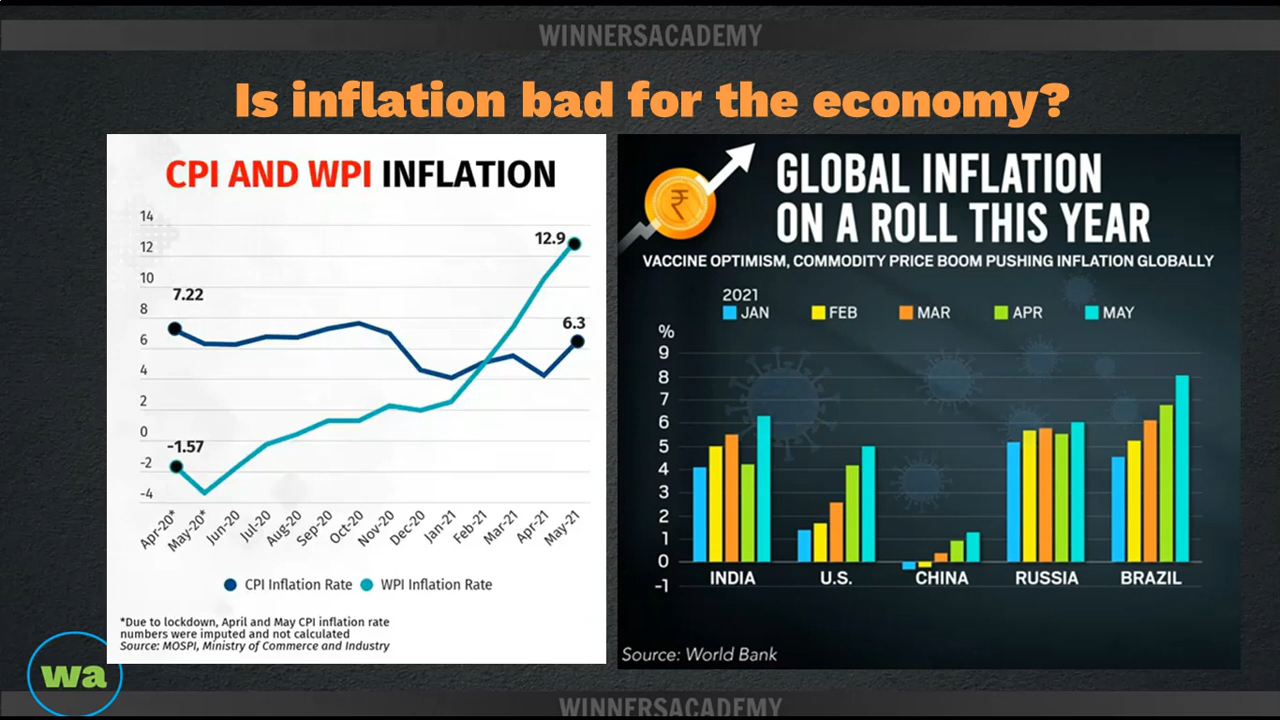 WINNERSACADEMY
Is inflation bad for the economy?
CPI AND WPI INFLATION
14
12
10
8
6
4
2
0
-2
-4
7.22
-1.57
12.9
6.3
Apr-20*
May-20*
Jun-20
Jul-20
Aug-20
Sep-20
Oct-20
Nov-20
Dec-20
Jan-21
Feb-21
Mar-21
Apr-21
May-21
CPI Inflation Rate
WPI Inflation Rate
*Due to lockdown, April and May CPI inflation rate
numbers were imputed and not calculated
Source: MOSPI, Ministry of Commerce and Industry
₹
GLOBAL INFLATION
ON A ROLL THIS YEAR
VACCINE OPTIMISM, COMMODITY PRICE BOOM PUSHING INFLATION GLOBALLY
2021
JAN FEB MAR APR MAY
%
9
8
7
6
5
4
3
2
1
0
-1
INDIA U.S. CHINA RUSSIA BRAZIL
Source: World Bank
wa
WINNERSACADEMY